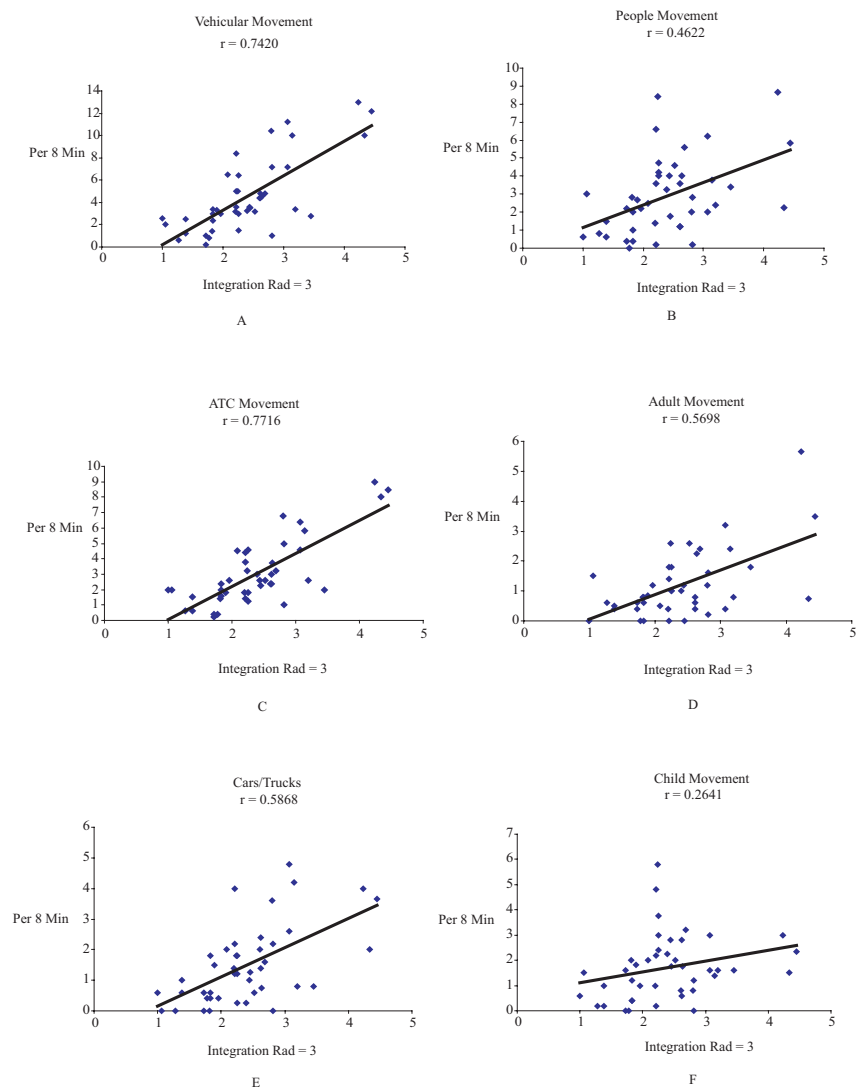 Vehicular Movement
r = 0.7420
14
12
10
8
6
4
2
0
0
1
2
3
4
5
Per 8 Min
Integration Rad = 3
A
People Movement
r = 0.4622
10
9
8
7
6
5
4
3
2
1
0
0
1
2
3
4
5
Per 8 Min
Integration Rad = 3
B
ATC Movement
r = 0.7716
10
9
8
7
6
5
4
3
2
1
0
0
1
2
3
4
5
Per 8 Min
Integration Rad = 3
C
Adult Movement
r = 0.5698
6
5
4
3
2
1
0
0
1
2
3
4
5
Per 8 Min
Integration Rad = 3
D
Cars/Trucks
r = 0.5868
6
5
4
3
2
1
0
0
1
2
3
4
5
Per 8 Min
Integration Rad = 3
E
Child Movement
r = 0.2641
7
6
5
4
3
2
1
0
0
1
2
3
4
5
Per 8 Min
Integration Rad = 3
F